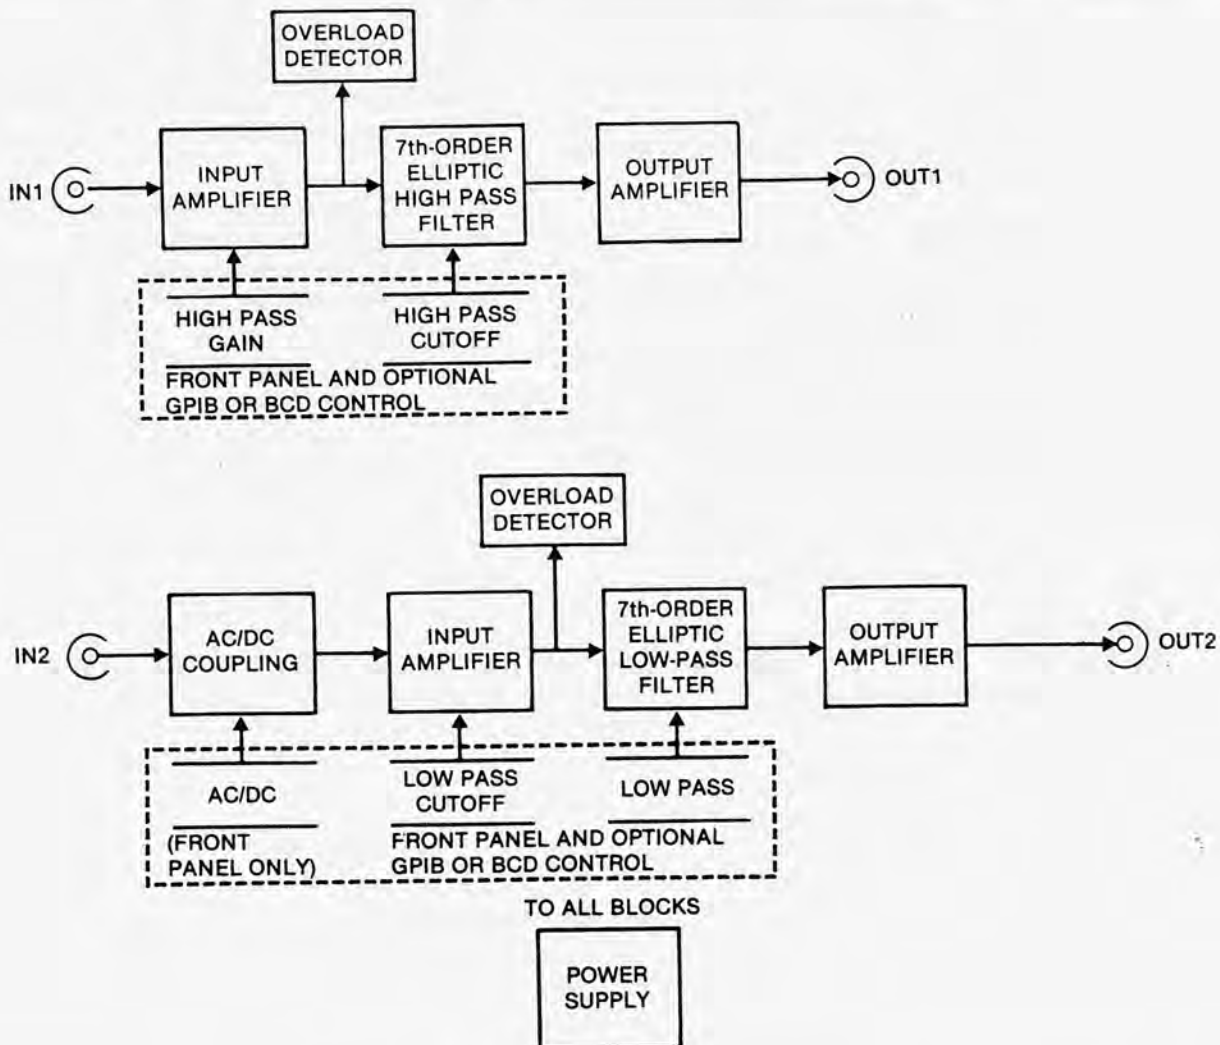 OVERLOAD
DETECTOR
IN1
INPUT
AMPLIFIER
7th-ORDER
ELLIPTIC
HIGH PASS
FILTER
OUTPUT
AMPLIFIER
OUT1
HIGH PASS
GAIN
HIGH PASS
CUTOFF
FRONT PANEL AND OPTIONAL
GPIB OR BCD CONTROL
OVERLOAD
DETECTOR
IN2
AC/DC
COUPLING
INPUT
AMPLIFIER
7th-ORDER
ELLIPTIC
LOW-PASS
FILTER
OUTPUT
AMPLIFIER
OUT2
AC/DC
LOW PASS
CUTOFF
LOW PASS
(FRONT
PANEL ONLY)
FRONT PANEL AND OPTIONAL
GPIB OR BCD CONTROL
TO ALL BLOCKS
POWER
SUPPLY